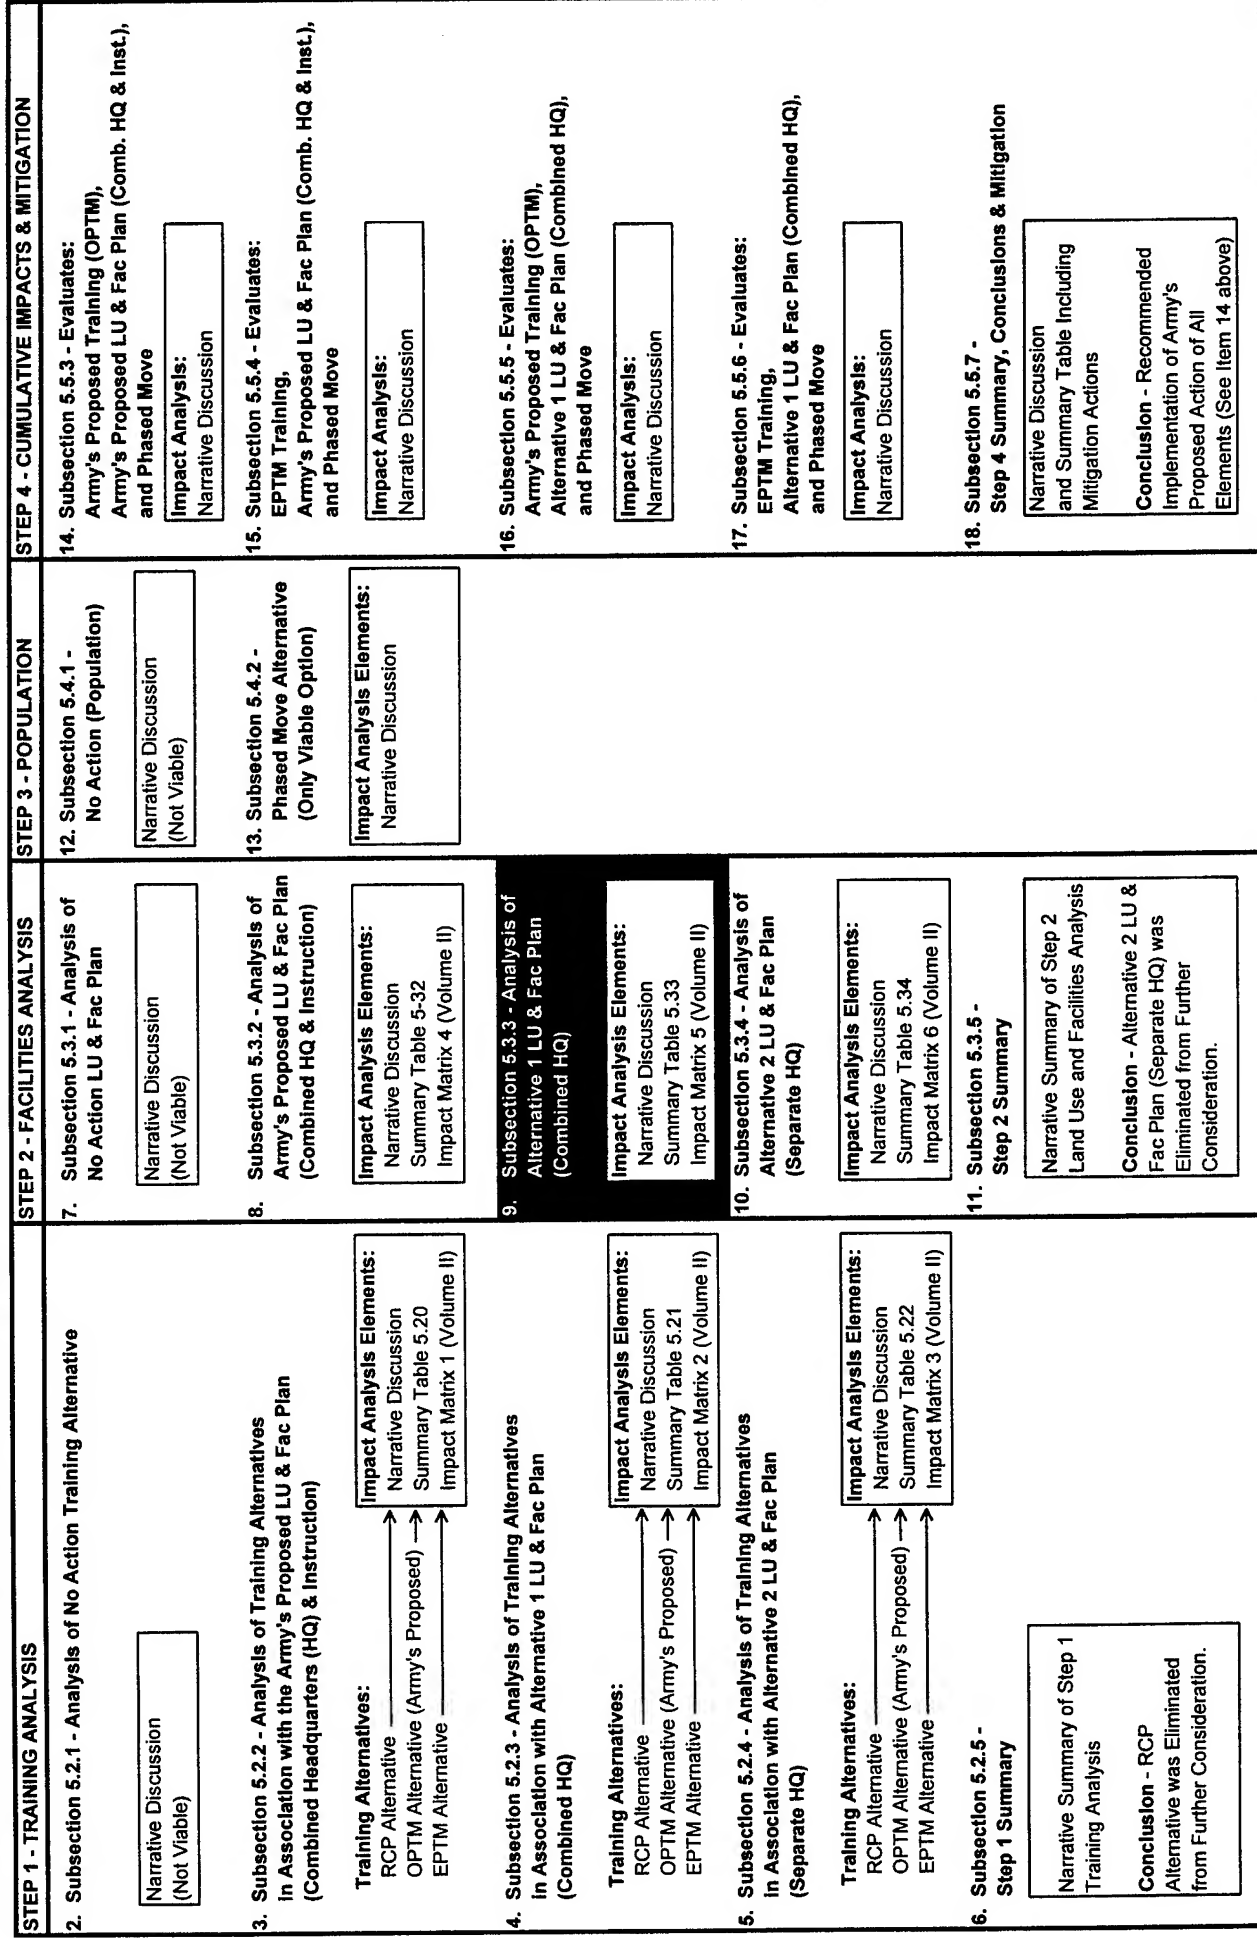 STEP 1 - TRAINING ANALYSIS
2. Subsection 5.2.1 - Analysis of No Action Training Alternative
Narrative Discussion
(Not Viable)
3. Subsection 5.2.2 - Analysis of Training Alternatives
in Association with the Army's Proposed LU & Fac Plan
(Combined Headquarters (HQ) & Instruction)
Training Alternatives:
RCP Alternative
OPTM Alternative (Army's Proposed)
EPTM Alternative
Impact Analysis Elements:
Narrative Discussion
Summary Table 5.20
Impact Matrix 1 (Volume II)
4. Subsection 5.2.3 - Analysis of Training Alternatives
in Association with Alternative 1 LU & Fac Plan
(Combined HQ)
Training Alternatives:
RCP Alternative
OPTM Alternative (Army's Proposed)
EPTM Alternative
Impact Analysis Elements:
Narrative Discussion
Summary Table 5.21
Impact Matrix 2 (Volume II)
5. Subsection 5.2.4 - Analysis of Training Alternatives
in Association with Alternative 2 LU & Fac Plan
(Separate HQ)
Training Alternatives:
RCP Alternative
OPTM Alternative (Army's Proposed)
EPTM Alternative
Impact Analysis Elements:
Narrative Discussion
Summary Table 5.22
Impact Matrix 3 (Volume II)
6. Subsection 5.2.5 -
Step 1 Summary
Narrative Summary of Step 1
Training Analysis
Conclusion - RCP
Alternative was Eliminated
from Further Consideration.
STEP 2 - FACILITIES ANALYSIS
7. Subsection 5.3.1 - Analysis of
No Action LU & Fac Plan
Narrative Discussion
(Not Viable)
8. Subsection 5.3.2 - Analysis of
Army's Proposed LU & Fac Plan
(Combined HQ & Instruction)
Impact Analysis Elements:
Narrative Discussion
Summary Table 5-32
Impact Matrix 4 (Volume II)
9. Subsection 5.3.3 - Analysis of
Alternative 1 LU & Fac Plan
(Combined HQ)
Impact Analysis Elements:
Narrative Discussion
Summary Table 5.33
Impact Matrix 5 (Volume II)
10. Subsection 5.3.4 - Analysis of
Alternative 2 LU & Fac Plan
(Separate HQ)
Impact Analysis Elements:
Narrative Discussion
Summary Table 5.34
Impact Matrix 6 (Volume II)
11. Subsection 5.3.5 -
Step 2 Summary
Narrative Summary of Step 2
Land Use and Facilities Analysis
Conclusion - Alternative 2 LU &
Fac Plan (Separate HQ) was
Eliminated from Further
Consideration.
STEP 3 - POPULATION
12. Subsection 5.4.1 -
No Action (Population)
Narrative Discussion
(Not Viable)
13. Subsection 5.4.2 -
Phased Move Alternative
(Only Viable Option)
Impact Analysis Elements:
Narrative Discussion
STEP 4 - CUMULATIVE IMPACTS & MITIGATION
14. Subsection 5.5.3 - Evaluates:
Army's Proposed Training (OPTM),
Army's Proposed LU & Fac Plan (Comb. HQ & Inst.),
and Phased Move
Impact Analysis:
Narrative Discussion
15. Subsection 5.5.4 - Evaluates:
EPTM Training,
Army's Proposed LU & Fac Plan (Comb. HQ & Inst.),
and Phased Move
Impact Analysis:
Narrative Discussion
16. Subsection 5.5.5 - Evaluates:
Army's Proposed Training (OPTM),
Alternative 1 LU & Fac Plan (Combined HQ),
and Phased Move
Impact Analysis:
Narrative Discussion
17. Subsection 5.5.6 - Evaluates:
EPTM Training,
Alternative 1 LU & Fac Plan (Combined HQ),
and Phased Move
Impact Analysis:
Narrative Discussion
18. Subsection 5.5.7 -
Step 4 Summary, Conclusions & Mitigation
Narrative Discussion
and Summary Table Including
Mitigation Actions
Conclusion - Recommended
Implementation of Army's
Proposed Action of All
Elements (See Item 14 above)